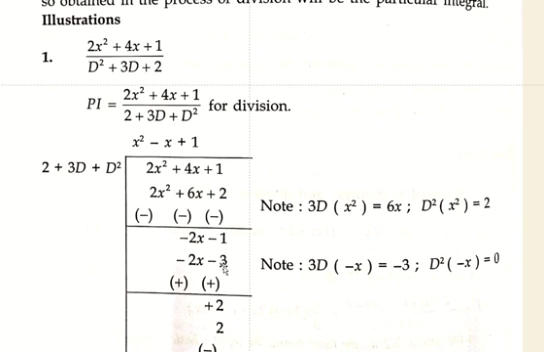 so obtained in the process of division will be the particular integral.
Illustrations
1. 2x² + 4x + 1 / D² + 3D + 2
PI = 2x² + 4x + 1 / 2 + 3D + D² for division.
x² − x + 1
2 + 3D + D² 2x² + 4x + 1
2x² + 6x + 2 Note : 3D ( x² ) = 6x ; D² ( x² ) = 2
(−) (−) (−)
−2x − 1
− 2x − 3 Note : 3D ( −x ) = −3 ; D² ( −x ) = 0
(+) (+)
+2
2
(−)